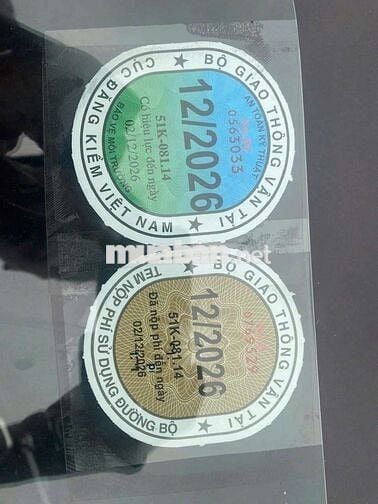 BỘ GIAO THÔNG VẬN TẢI
CỤC ĐĂNG KIỂM VIỆT NAM
AN TOÀN KỸ THUẬT
0565033
12/2026
51K-081.14
Có hiệu lực đến ngày
02/12/2026
BẢO VỆ MÔI TRƯỜNG
muaban.net
BỘ GIAO THÔNG VẬN TẢI
TEM NỘP PHÍ SỬ DỤNG ĐƯỜNG BỘ
12/2026
51K-081.14
Đã nộp phí đến ngày
02/12/2026